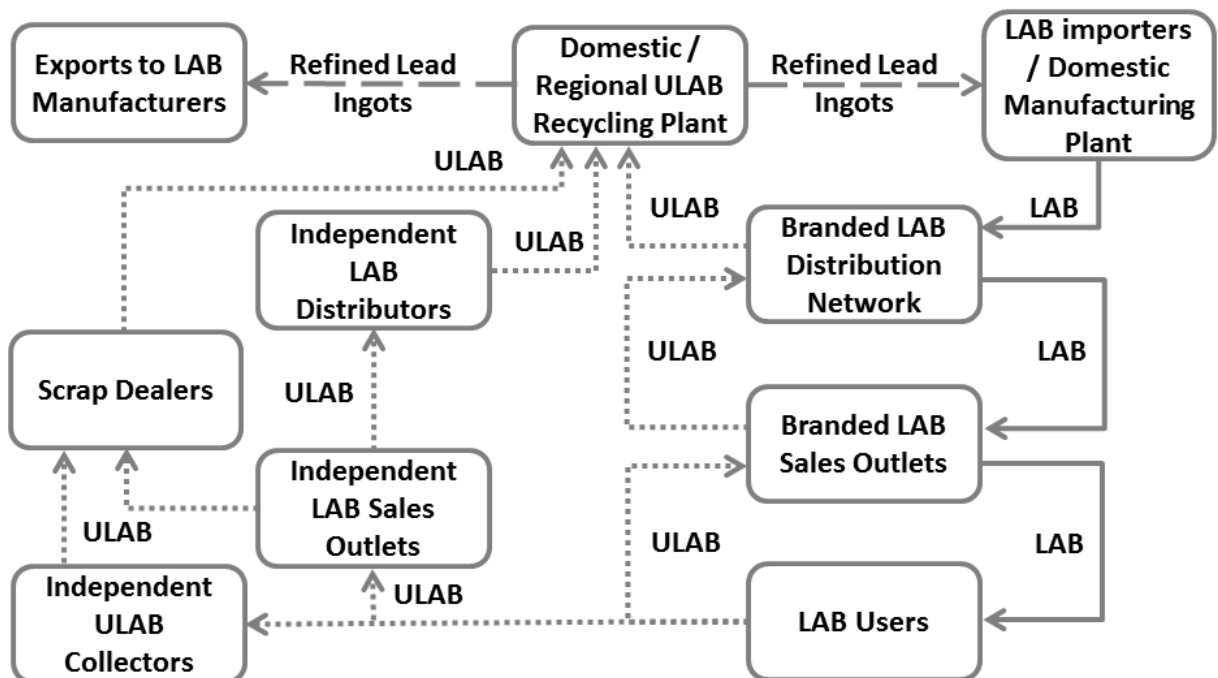 Exports to LAB
Manufacturers
Refined Lead
Ingots
Domestic /
Regional ULAB
Recycling Plant
Refined Lead
Ingots
LAB importers
/ Domestic
Manufacturing
Plant
ULAB
Independent
LAB
Distributors
ULAB
ULAB
LAB
Branded LAB
Distribution
Network
Scrap Dealers
ULAB
ULAB
LAB
Branded LAB
Sales Outlets
Independent
LAB Sales
Outlets
ULAB
ULAB
LAB
Independent
ULAB
Collectors
ULAB
LAB Users